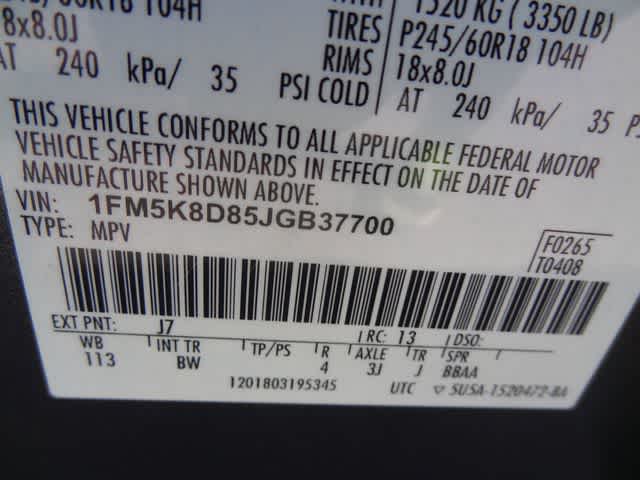 60R18 104H
1520 KG ( 3350 LB)
TIRES P245/60R18 104H
18x8.0J RIMS 18x8.0J
AT 240 kPa/ 35 PSI COLD AT 240 kPa/ 35
THIS VEHICLE CONFORMS TO ALL APPLICABLE FEDERAL MOTOR
VEHICLE SAFETY STANDARDS IN EFFECT ON THE DATE OF
MANUFACTURE SHOWN ABOVE.
VIN: 1FM5K8D85JGB37700
TYPE: MPV
F0265
T0408
EXT PNT: J7 RC: 13 DSO:
WB INT TR TP/PS R AXLE TR SPR
113 BW 4 3J J BBAA
1201803195345 UTC SUSA-1520472-BA